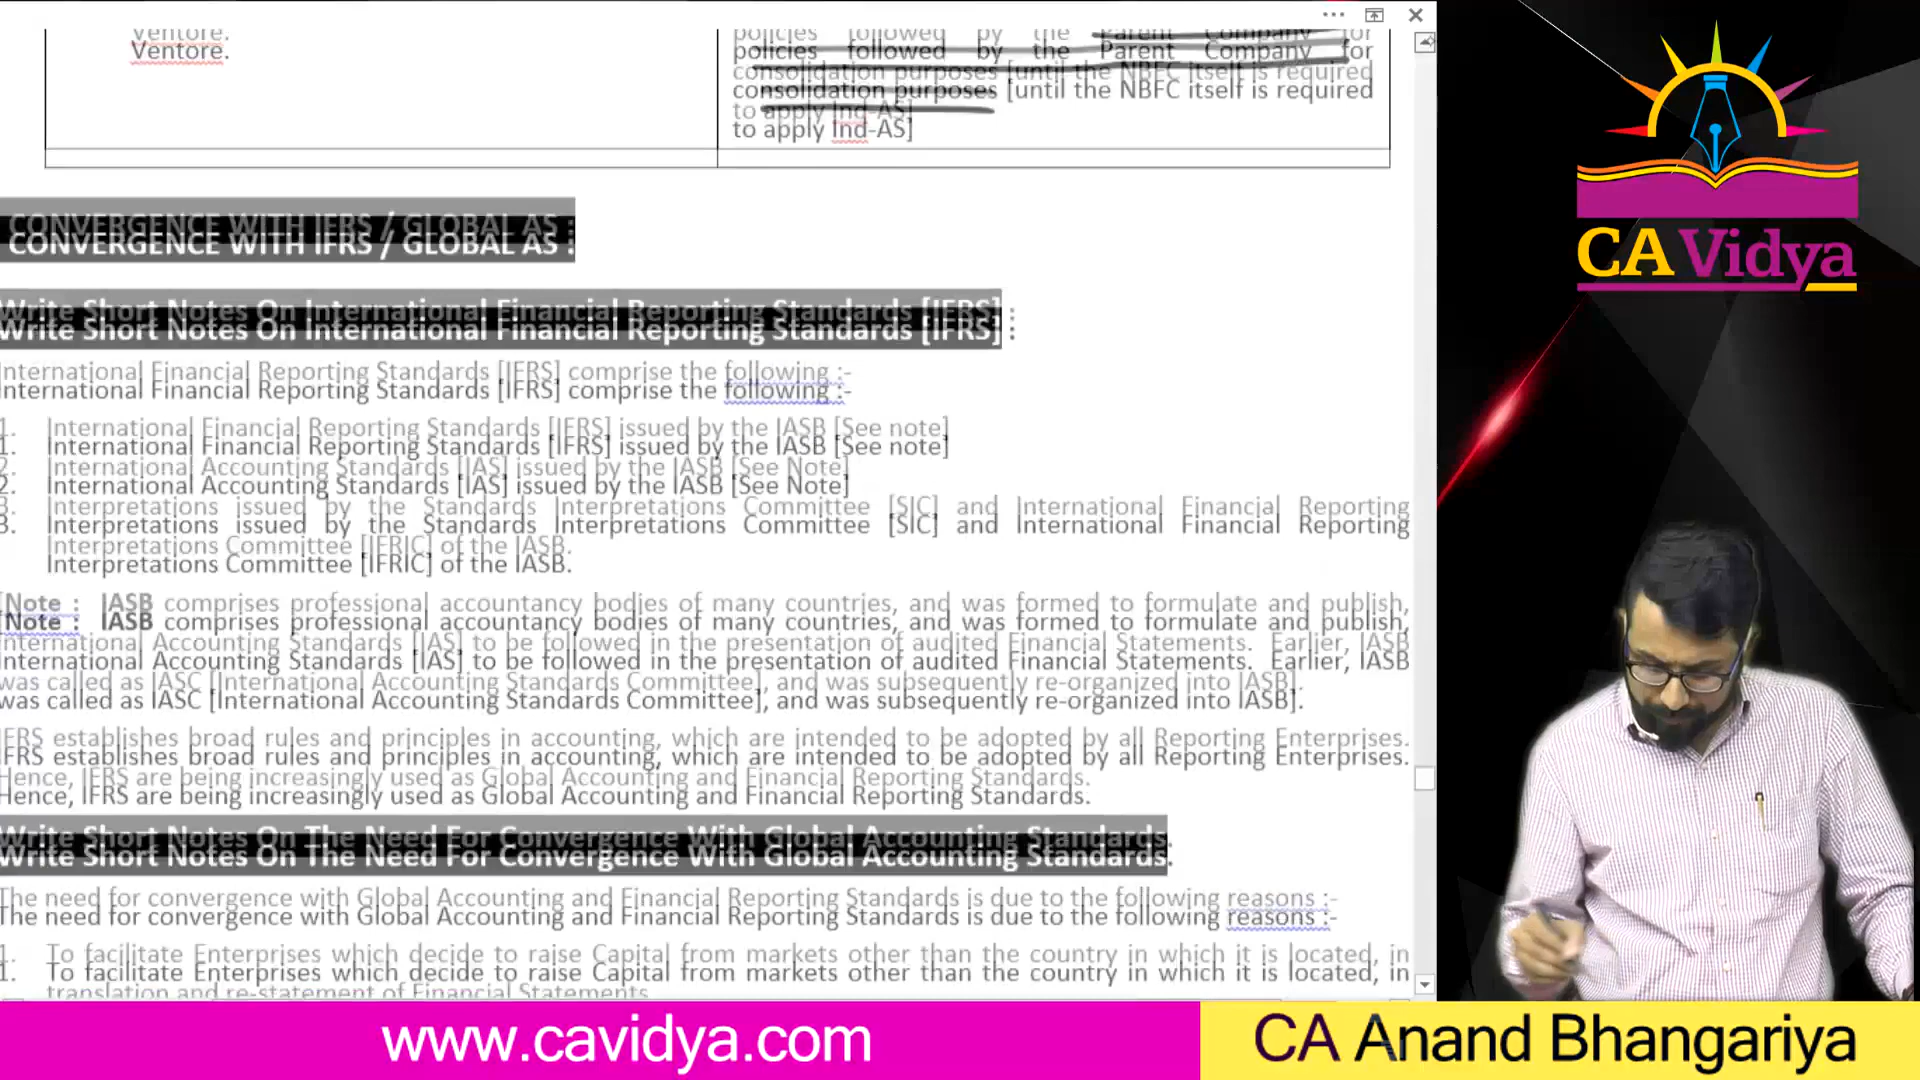 Ventore.
policies followed by the Parent Company for
consolidation purposes [until the NBFC itself is required
to apply Ind-AS]
CONVERGENCE WITH IFRS / GLOBAL AS :
Write Short Notes On International Financial Reporting Standards [IFRS] :
International Financial Reporting Standards [IFRS] comprise the following :-
1. International Financial Reporting Standards [IFRS] issued by the IASB [See note]
2. International Accounting Standards [IAS] issued by the IASB [See Note]
3. Interpretations issued by the Standards Interpretations Committee [SIC] and International Financial Reporting
Interpretations Committee [IFRIC] of the IASB.
[Note : IASB comprises professional accountancy bodies of many countries, and was formed to formulate and publish,
International Accounting Standards [IAS] to be followed in the presentation of audited Financial Statements. Earlier, IASB
was called as IASC [International Accounting Standards Committee], and was subsequently re-organized into IASB].
IFRS establishes broad rules and principles in accounting, which are intended to be adopted by all Reporting Enterprises.
Hence, IFRS are being increasingly used as Global Accounting and Financial Reporting Standards.
Write Short Notes On The Need For Convergence With Global Accounting Standards.
The need for convergence with Global Accounting and Financial Reporting Standards is due to the following reasons :-
1. To facilitate Enterprises which decide to raise Capital from markets other than the country in which it is located, in
translation and re-statement of Financial Statements
CA Vidya
www.cavidya.com
CA Anand Bhangariya